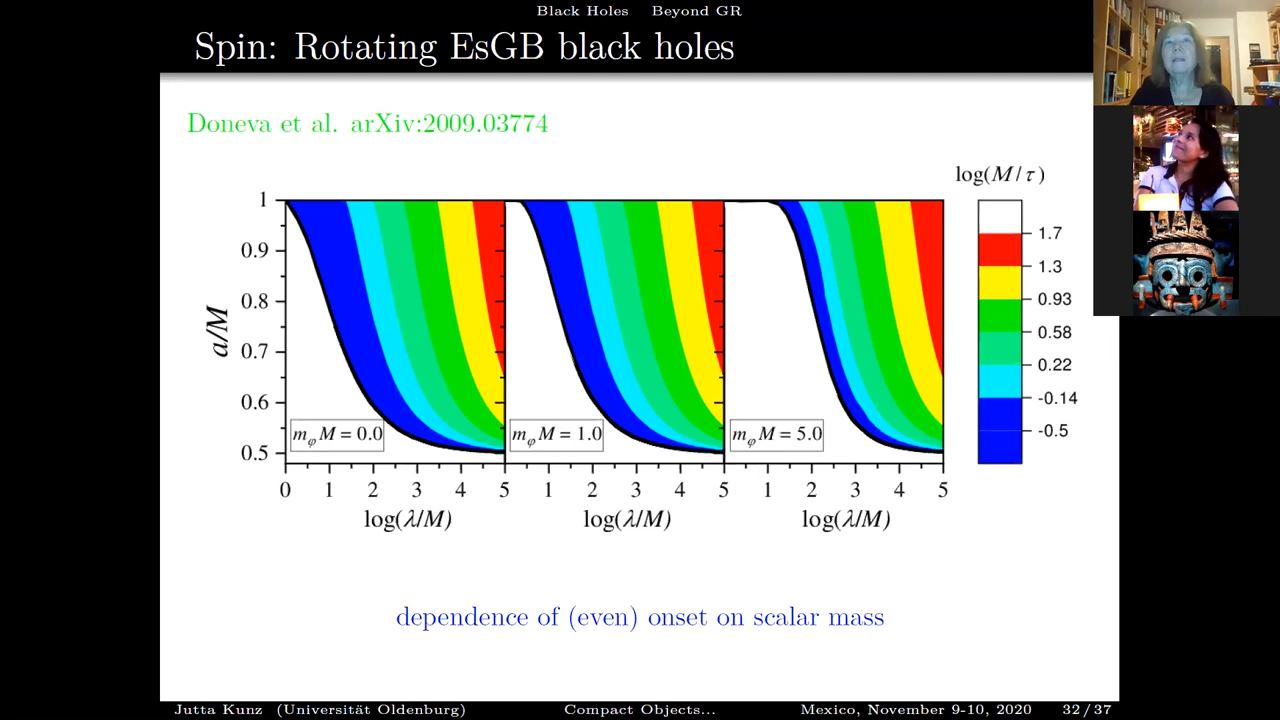 Black Holes Beyond GR
Spin: Rotating EsGB black holes
Doneva et al. arXiv:2009.03774
log(M/τ)
1
0.9
0.8
0.7
0.6
0.5
a/M
m_φ M = 0.0
m_φ M = 1.0
m_φ M = 5.0
1.7
1.3
0.93
0.58
0.22
-0.14
-0.5
0 1 2 3 4 5 1 2 3 4 5 1 2 3 4 5
log(λ/M) log(λ/M) log(λ/M)
dependence of (even) onset on scalar mass
Jutta Kunz (Universität Oldenburg) Compact Objects... Mexico, November 9-10, 2020 32/37